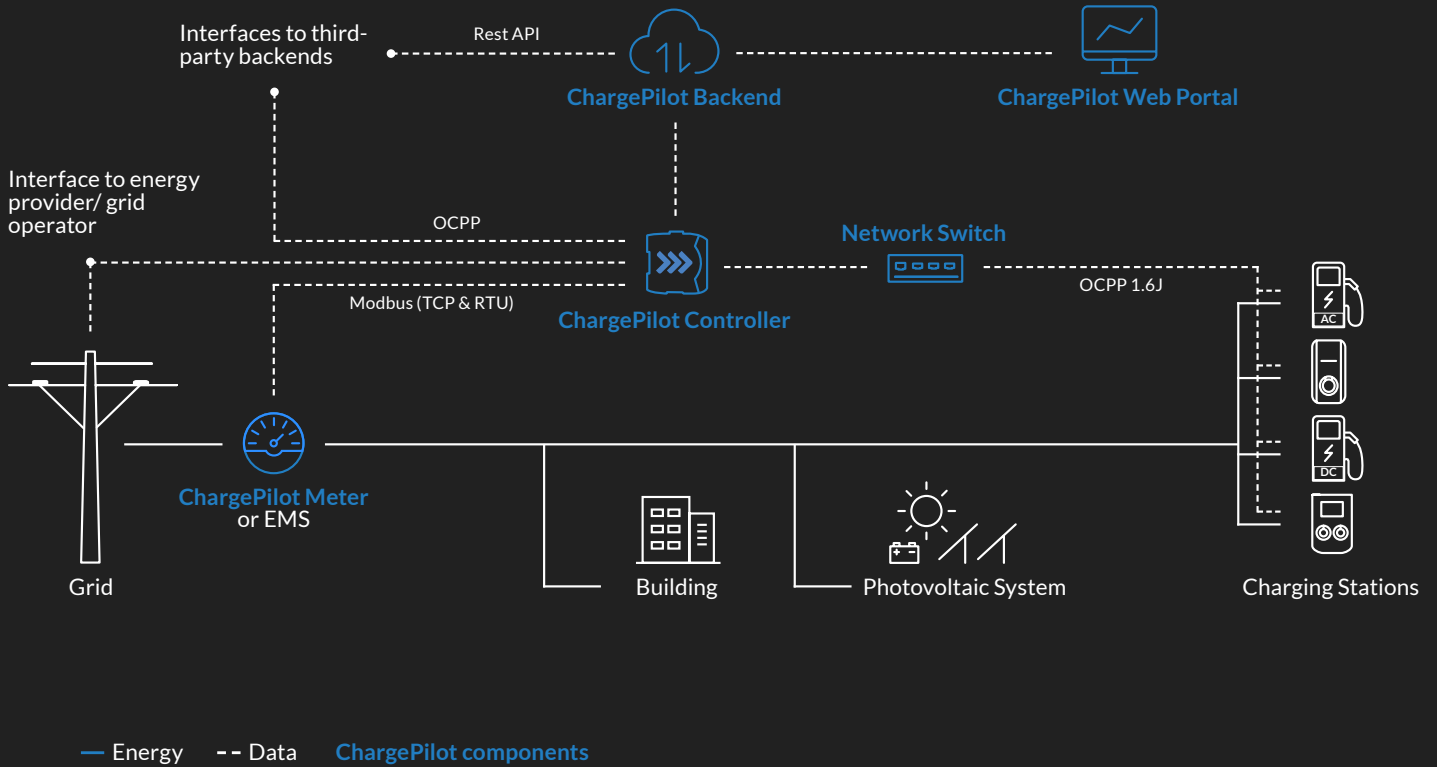 Interfaces to third-
party backends
Rest API
ChargePilot Backend
ChargePilot Web Portal
Interface to energy
provider/ grid
operator
OCPP
Modbus (TCP & RTU)
ChargePilot Controller
Network Switch
OCPP 1.6J
AC
DC
ChargePilot Meter
or EMS
Grid
Building
Photovoltaic System
Charging Stations
Energy
Data
ChargePilot components